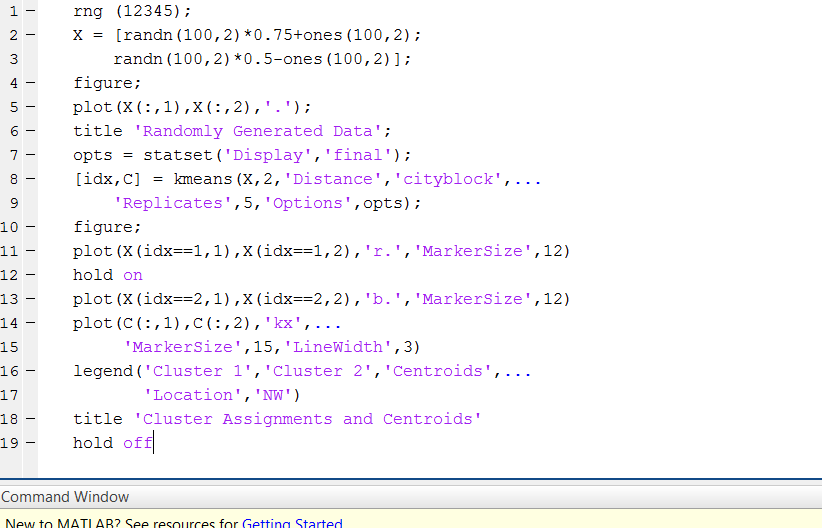 1 – rng (12345);
2 – X = [randn(100,2)*0.75+ones(100,2);
3 randn(100,2)*0.5-ones(100,2)];
4 – figure;
5 – plot(X(:,1),X(:,2),'.');
6 – title 'Randomly Generated Data';
7 – opts = statset('Display','final');
8 – [idx,C] = kmeans(X,2,'Distance','cityblock',...
9 'Replicates',5,'Options',opts);
10 – figure;
11 – plot(X(idx==1,1),X(idx==1,2),'r.','MarkerSize',12)
12 – hold on
13 – plot(X(idx==2,1),X(idx==2,2),'b.','MarkerSize',12)
14 – plot(C(:,1),C(:,2),'kx',...
15 'MarkerSize',15,'LineWidth',3)
16 – legend('Cluster 1','Cluster 2','Centroids',...
17 'Location','NW')
18 – title 'Cluster Assignments and Centroids'
19 – hold off
Command Window
New to MATLAB? See resources for Getting Started